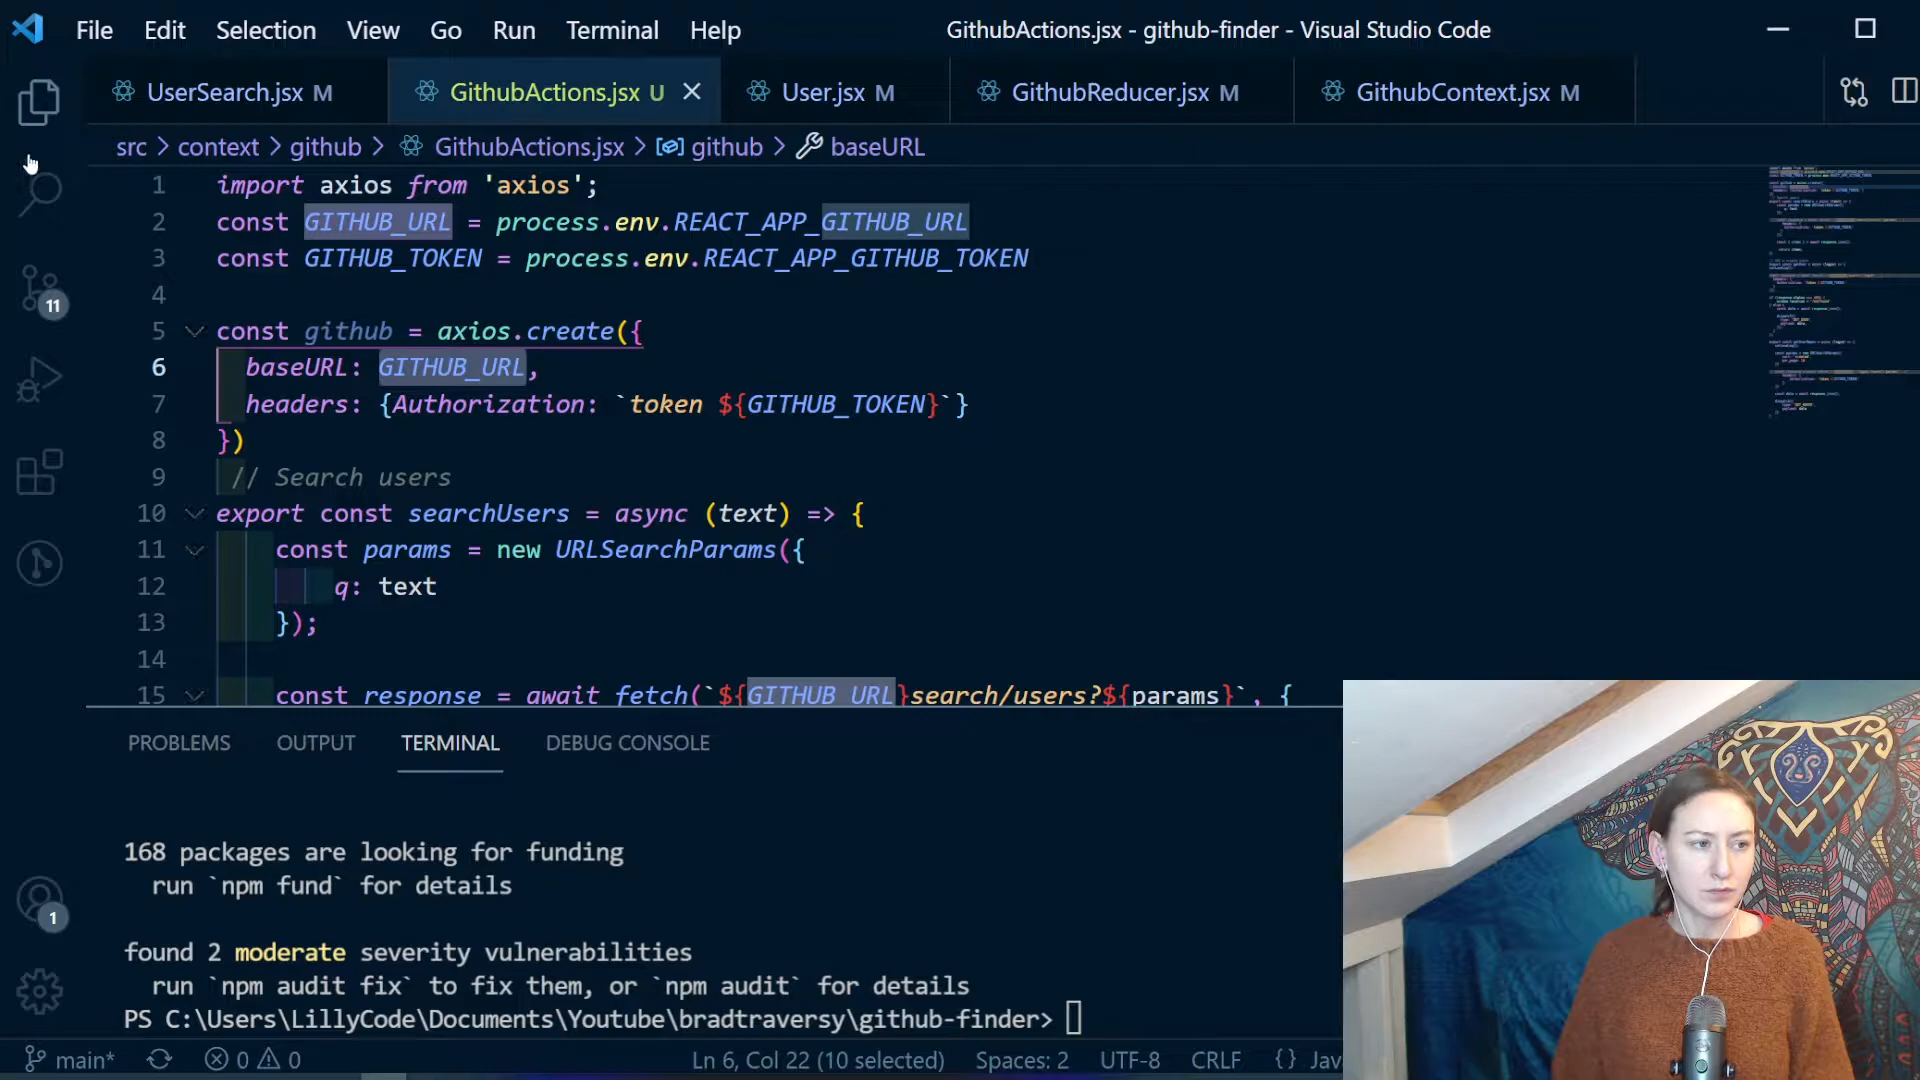 File Edit Selection View Go Run Terminal Help GithubActions.jsx - github-finder - Visual Studio Code
UserSearch.jsx M GithubActions.jsx U User.jsx M GithubReducer.jsx M GithubContext.jsx M
src > context > github > GithubActions.jsx > github > baseURL
1 import axios from 'axios';
2 const GITHUB_URL = process.env.REACT_APP_GITHUB_URL
3 const GITHUB_TOKEN = process.env.REACT_APP_GITHUB_TOKEN
4
5 const github = axios.create({
6 baseURL: GITHUB_URL,
7 headers: {Authorization: `token ${GITHUB_TOKEN}`}
8 })
9 // Search users
10 export const searchUsers = async (text) => {
11 const params = new URLSearchParams({
12 q: text
13 });
14
15 const response = await fetch(`${GITHUB_URL}search/users?${params}`, {
11
1
PROBLEMS OUTPUT TERMINAL DEBUG CONSOLE
168 packages are looking for funding
run `npm fund` for details
found 2 moderate severity vulnerabilities
run `npm audit fix` to fix them, or `npm audit` for details
PS C:\Users\LillyCode\Documents\Youtube\bradtraversy\github-finder>
main* 0 0 Ln 6, Col 22 (10 selected) Spaces: 2 UTF-8 CRLF {} Jav